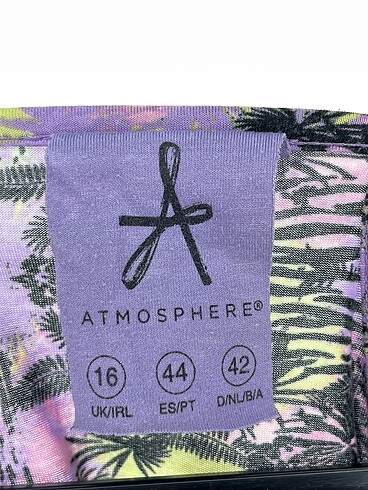 ATMOSPHERE®
16 44 42
UK/IRL ES/PT D/NL/B/A